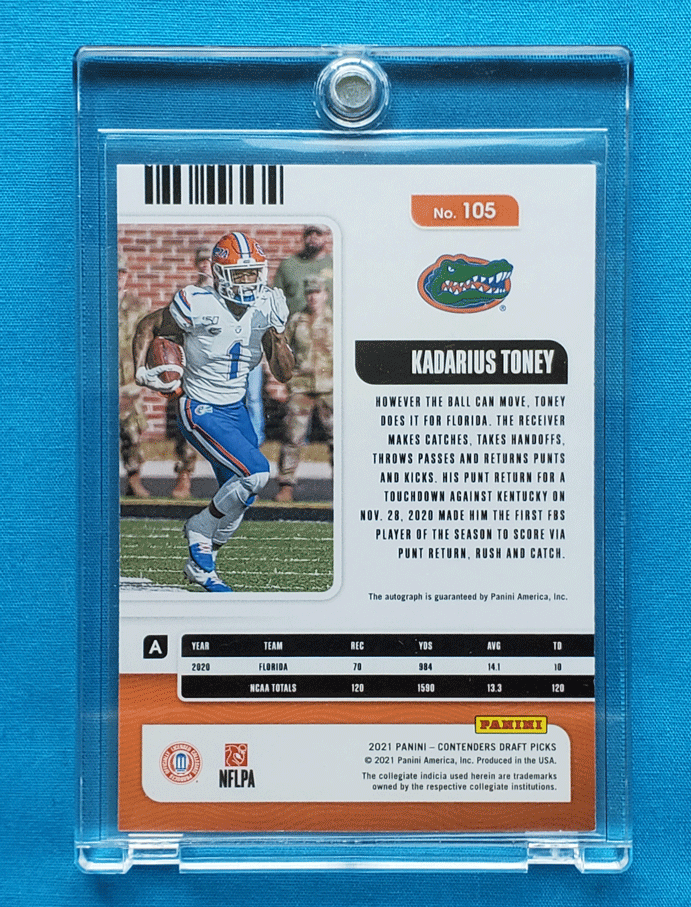 No. 105
KADARIUS TONEY
HOWEVER THE BALL CAN MOVE, TONEY
DOES IT FOR FLORIDA. THE RECEIVER
MAKES CATCHES, TAKES HANDOFFS,
THROWS PASSES AND RETURNS PUNTS
AND KICKS. HIS PUNT RETURN FOR A
TOUCHDOWN AGAINST KENTUCKY ON
NOV. 28, 2020 MADE HIM THE FIRST FBS
PLAYER OF THE SEASON TO SCORE VIA
PUNT RETURN, RUSH AND CATCH.
The autograph is guaranteed by Panini America, Inc.
A
YEAR TEAM REC YDS AVG TD
2020 FLORIDA 70 984 14.1 10
NCAA TOTALS 120 1590 13.3 120
PANINI
2021 PANINI – CONTENDERS DRAFT PICKS
© 2021 Panini America, Inc. Produced in the USA.
The collegiate indicia used herein are trademarks
owned by the respective collegiate institutions.
OFFICIALLY LICENSED COLLEGIATE PRODUCTS
NFLPA
1